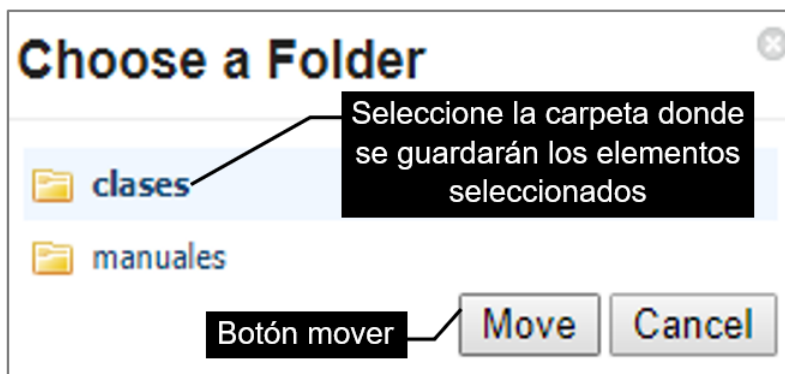 Choose a Folder
Seleccione la carpeta donde
se guardarán los elementos
seleccionados
clases
manuales
Botón mover
Move
Cancel